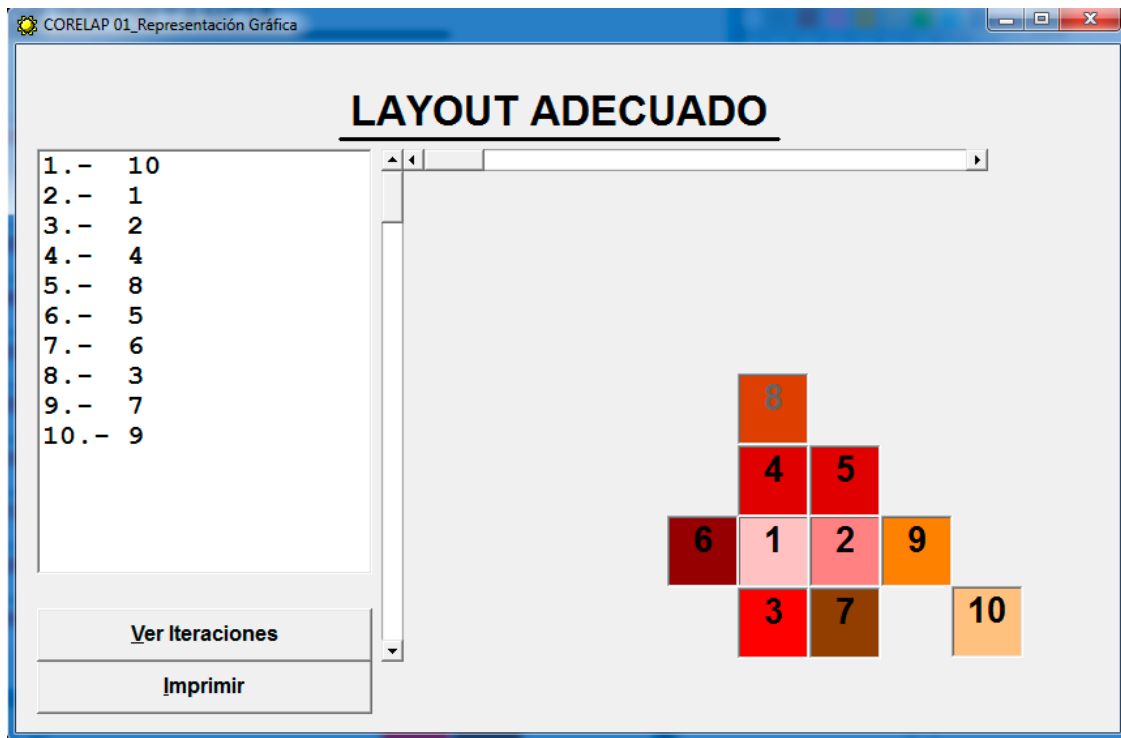 CORELAP 01_Representación Gráfica
LAYOUT ADECUADO
1.- 10
2.- 1
3.- 2
4.- 4
5.- 8
6.- 5
7.- 6
8.- 3
9.- 7
10.- 9
8
4 5
6 1 2 9
3 7 10
Ver Iteraciones
Imprimir